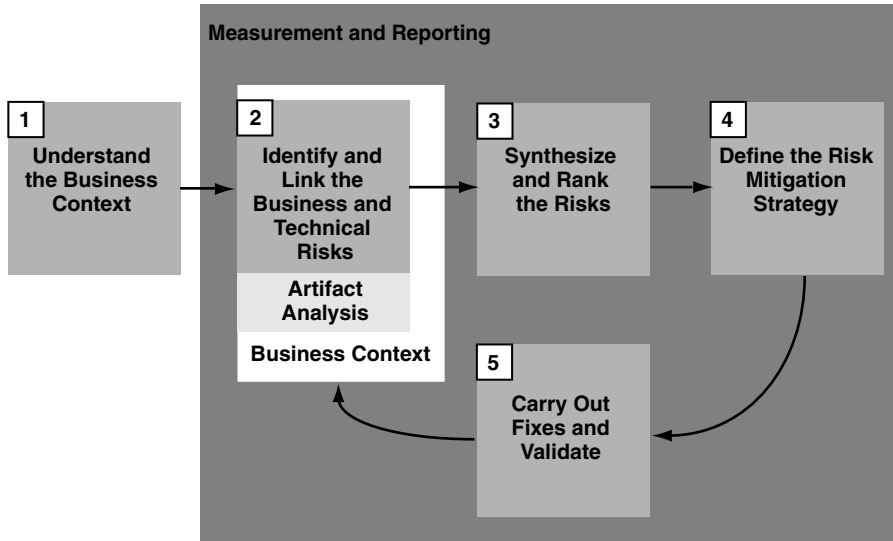 Measurement and Reporting
1
Understand
the Business
Context
2
Identify and
Link the
Business and
Technical
Risks
Artifact
Analysis
Business Context
3
Synthesize
and Rank
the Risks
4
Define the Risk
Mitigation
Strategy
5
Carry Out
Fixes and
Validate